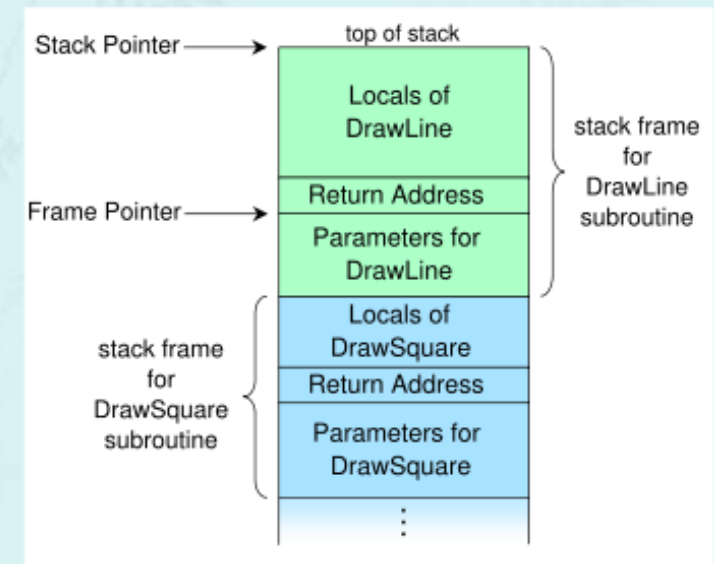 top of stack
Stack Pointer
Locals of
DrawLine
stack frame
for
DrawLine
subroutine
Return Address
Frame Pointer
Parameters for
DrawLine
Locals of
DrawSquare
stack frame
for
DrawSquare
subroutine
Return Address
Parameters for
DrawSquare
⋮